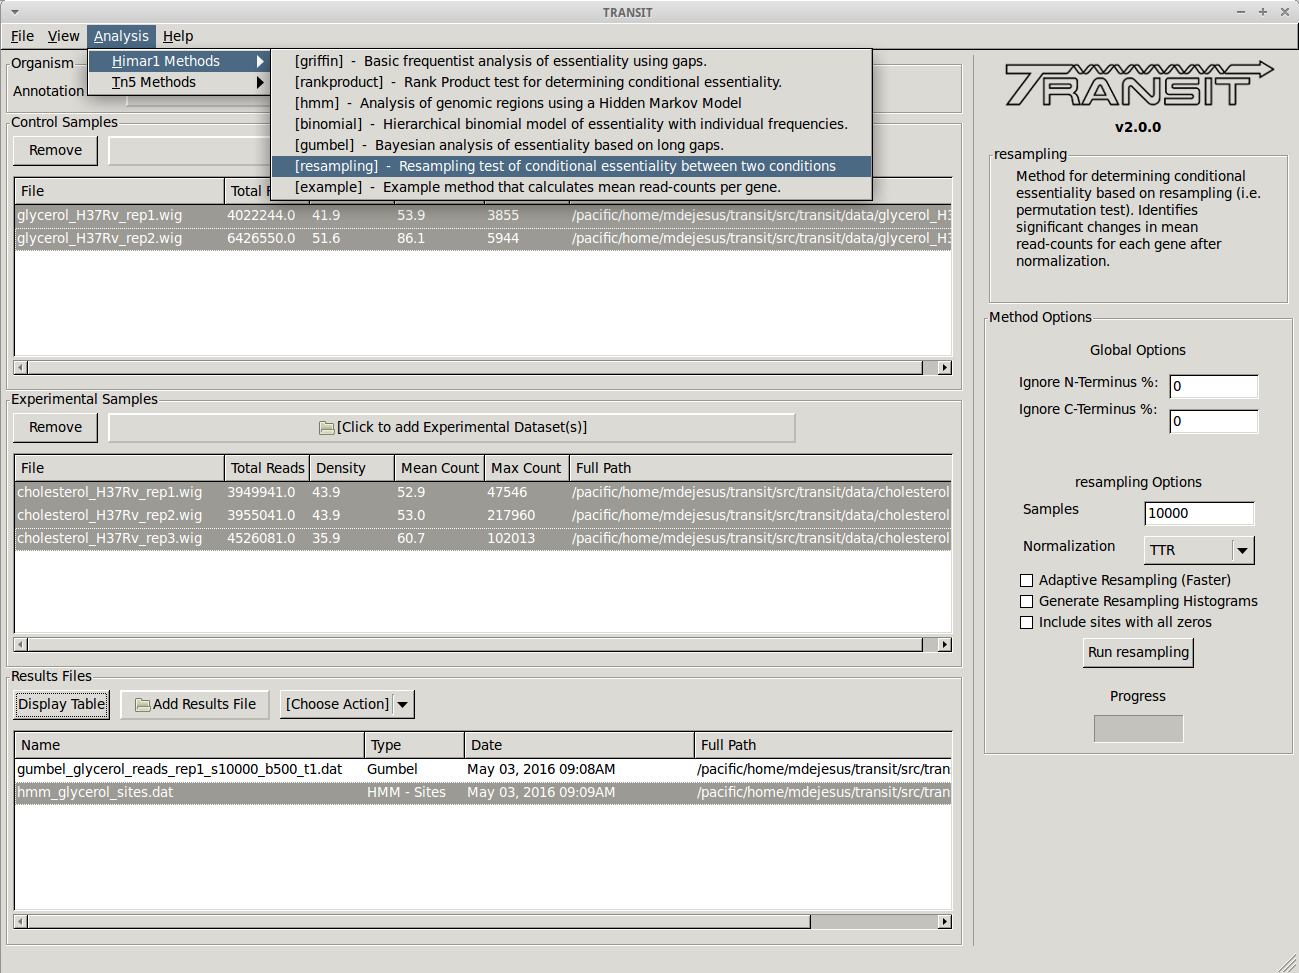 TRANSIT
File View Analysis Help
Organism
Annotation
Himar1 Methods
Tn5 Methods
[griffin] - Basic frequentist analysis of essentiality using gaps.
[rankproduct] - Rank Product test for determining conditional essentiality.
[hmm] - Analysis of genomic regions using a Hidden Markov Model
[binomial] - Hierarchical binomial model of essentiality with individual frequencies.
[gumbel] - Bayesian analysis of essentiality based on long gaps.
[resampling] - Resampling test of conditional essentiality between two conditions
[example] - Example method that calculates mean read-counts per gene.
Control Samples
Remove
File Total
glycerol_H37Rv_rep1.wig 4022244.0 41.9 53.9 3855 /pacific/home/mdejesus/transit/src/transit/data/glycerol_H3
glycerol_H37Rv_rep2.wig 6426550.0 51.6 86.1 5944 /pacific/home/mdejesus/transit/src/transit/data/glycerol_H3
Experimental Samples
Remove [Click to add Experimental Dataset(s)]
File Total Reads Density Mean Count Max Count Full Path
cholesterol_H37Rv_rep1.wig 3949941.0 43.9 52.9 47546 /pacific/home/mdejesus/transit/src/transit/data/cholesterol
cholesterol_H37Rv_rep2.wig 3955041.0 43.9 53.0 217960 /pacific/home/mdejesus/transit/src/transit/data/cholesterol
cholesterol_H37Rv_rep3.wig 4526081.0 35.9 60.7 102013 /pacific/home/mdejesus/transit/src/transit/data/cholesterol
Results Files
Display Table Add Results File [Choose Action]
Name Type Date Full Path
gumbel_glycerol_reads_rep1_s10000_b500_t1.dat Gumbel May 03, 2016 09:08AM /pacific/home/mdejesus/transit/src/tran
hmm_glycerol_sites.dat HMM - Sites May 03, 2016 09:09AM /pacific/home/mdejesus/transit/src/tran
TRANSIT
v2.0.0
resampling
Method for determining conditional
essentiality based on resampling (i.e.
permutation test). Identifies
significant changes in mean
read-counts for each gene after
normalization.
Method Options
Global Options
Ignore N-Terminus %: 0
Ignore C-Terminus %: 0
resampling Options
Samples 10000
Normalization TTR
Adaptive Resampling (Faster)
Generate Resampling Histograms
Include sites with all zeros
Run resampling
Progress